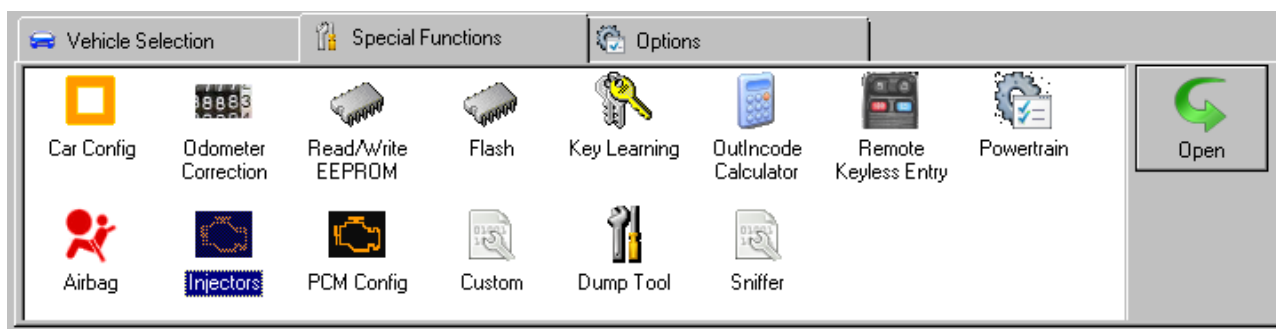 Vehicle Selection
Special Functions
Options
Car Config
Odometer
Correction
Read/Write
EEPROM
Flash
Key Learning
OutIncode
Calculator
Remote
Keyless Entry
Powertrain
Open
Airbag
Injectors
PCM Config
Custom
Dump Tool
Sniffer